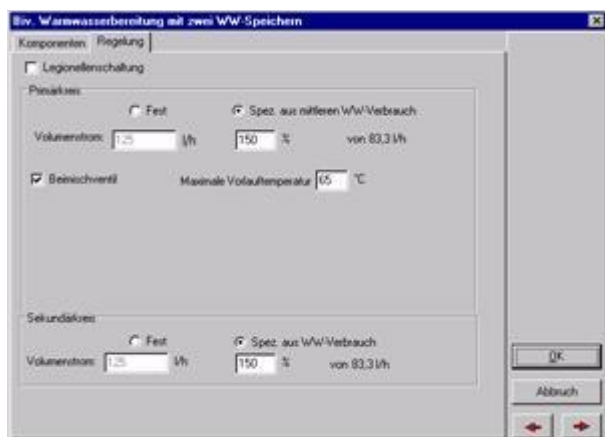 Biv. Warmwasserbereitung mit zwei WW-Speichern
Komponenten Regelung
Legionellenschaltung
Primärkreis
Fest Spez. aus mittleren WW-Verbrauch
Volumenstrom: 125 l/h 150 % von 83,3 l/h
Beimischventil Maximale Vorlauftemperatur 65 °C
Sekundärkreis
Fest Spez. aus WW-Verbrauch
Volumenstrom: 125 l/h 150 % von 83,3 l/h
OK
Abbruch